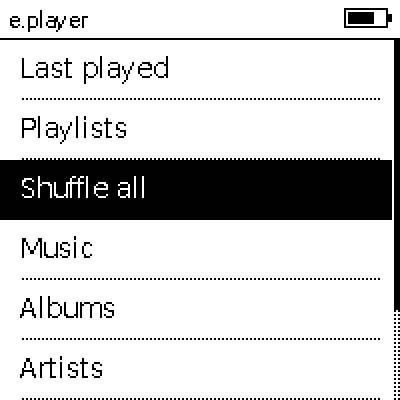 e.player
Last played
Playlists
Shuffle all
Music
Albums
Artists